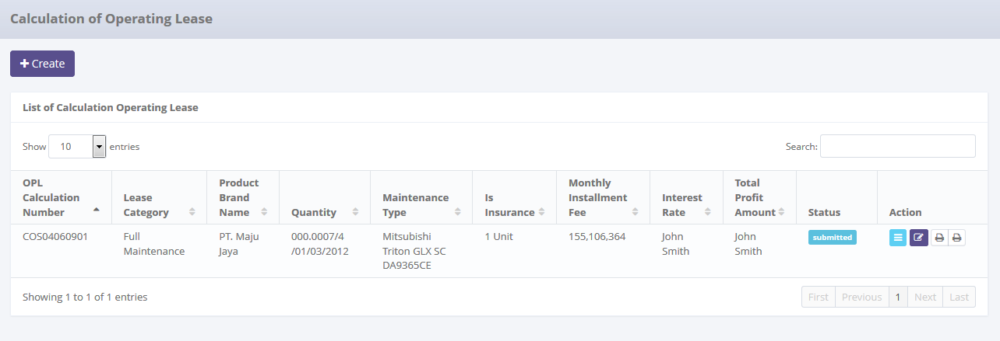 Calculation of Operating Lease
Create
List of Calculation Operating Lease
Show 10 entries
Search:
OPL Calculation Number
Lease Category
Product Brand Name
Quantity
Maintenance Type
Is Insurance
Monthly Installment Fee
Interest Rate
Total Profit Amount
Status
Action
COS04060901
Full Maintenance
PT. Maju Jaya
000.0007/4 /01/03/2012
Mitsubishi Triton GLX SC DA9365CE
1 Unit
155,106,364
John Smith
John Smith
submitted
Showing 1 to 1 of 1 entries
First Previous 1 Next Last